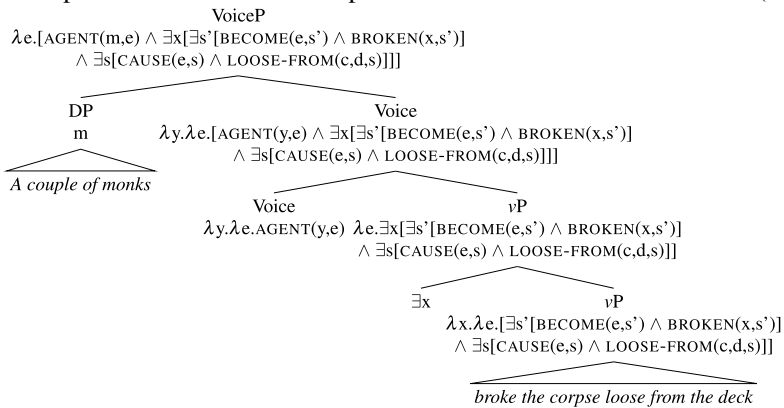 VoiceP
λe.[AGENT(m,e) ∧ ∃x[∃s’[BECOME(e,s’) ∧ BROKEN(x,s’)]
∧ ∃s[CAUSE(e,s) ∧ LOOSE-FROM(c,d,s)]]]
DP Voice
m λy.λe.[AGENT(y,e) ∧ ∃x[∃s’[BECOME(e,s’) ∧ BROKEN(x,s’)]
∧ ∃s[CAUSE(e,s) ∧ LOOSE-FROM(c,d,s)]]]
A couple of monks
Voice vP
λy.λe.AGENT(y,e) λe.∃x[∃s’[BECOME(e,s’) ∧ BROKEN(x,s’)]
∧ ∃s[CAUSE(e,s) ∧ LOOSE-FROM(c,d,s)]]
∃x vP
λx.λe.[∃s’[BECOME(e,s’) ∧ BROKEN(x,s’)]
∧ ∃s[CAUSE(e,s) ∧ LOOSE-FROM(c,d,s)]]
broke the corpse loose from the deck